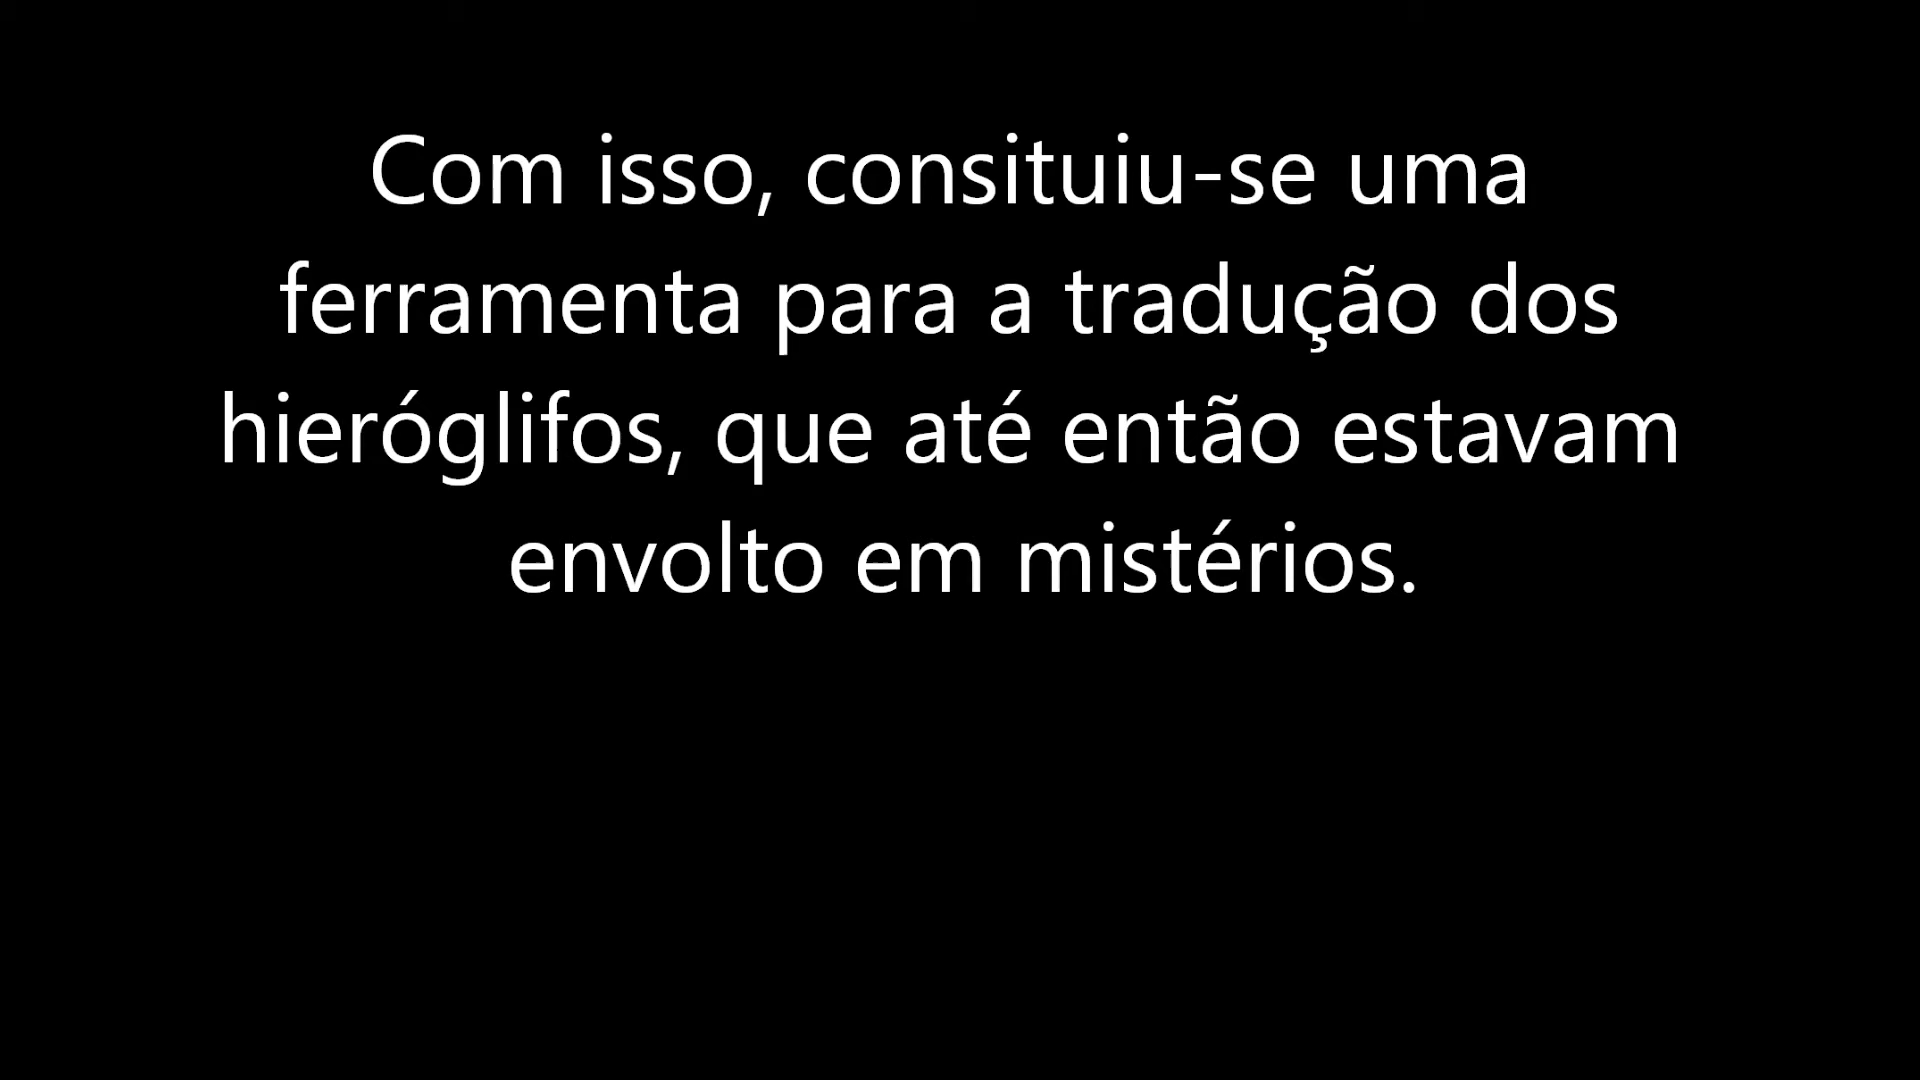 Com isso, consituiu-se uma
ferramenta para a tradução dos
hieróglifos, que até então estavam
envolto em mistérios.